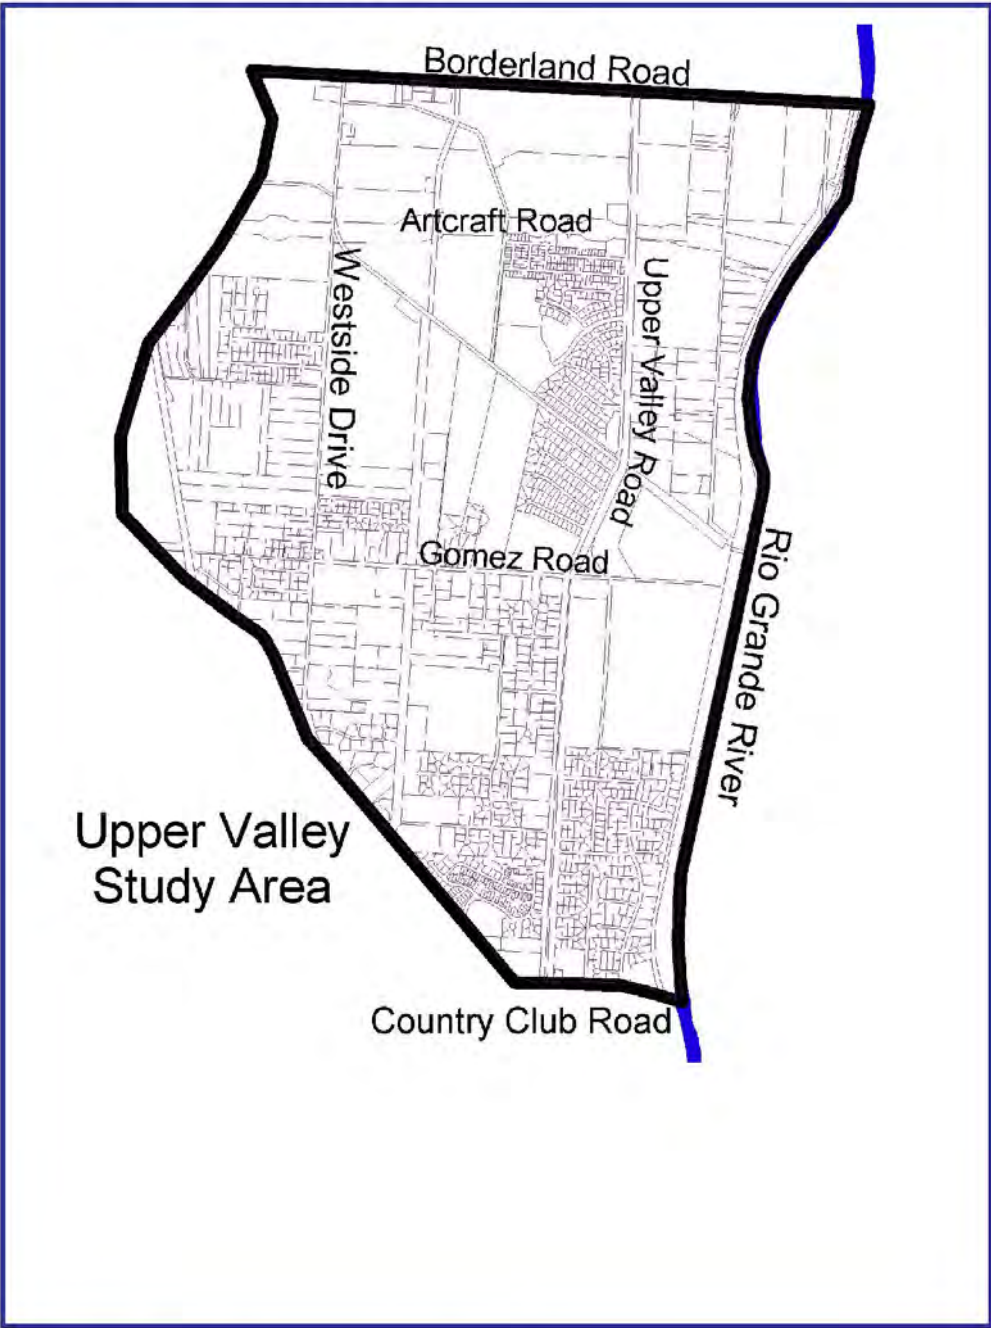 Borderland Road
Artcraft Road
Westside Drive
Upper Valley Road
Gomez Road
Rio Grande River
Upper Valley
Study Area
Country Club Road